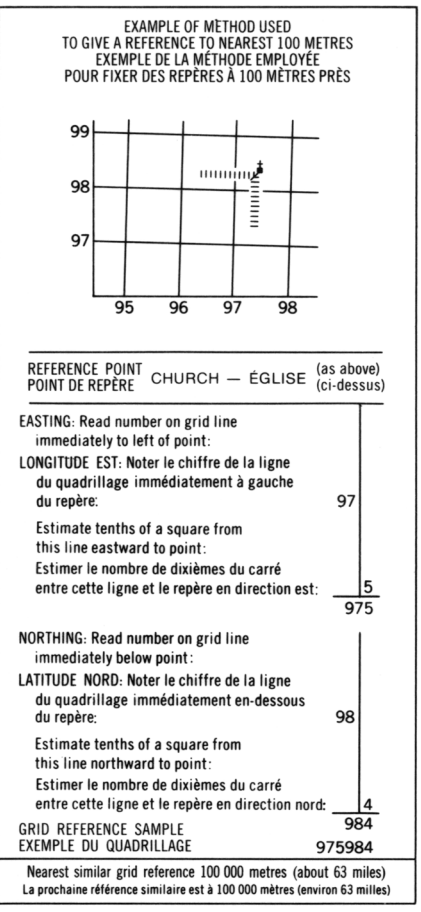 EXAMPLE OF METHOD USED
TO GIVE A REFERENCE TO NEAREST 100 METRES
EXEMPLE DE LA MÉTHODE EMPLOYÉE
POUR FIXER DES REPÈRES À 100 MÈTRES PRÈS
99
98
97
95 96 97 98
REFERENCE POINT
POINT DE REPÈRE
CHURCH — ÉGLISE
(as above)
(ci-dessus)
EASTING: Read number on grid line
immediately to left of point:
LONGITUDE EST: Noter le chiffre de la ligne
du quadrillage immédiatement à gauche
du repère: 97
Estimate tenths of a square from
this line eastward to point:
Estimer le nombre de dixièmes du carré
entre cette ligne et le repère en direction est: 5
975
NORTHING: Read number on grid line
immediately below point:
LATITUDE NORD: Noter le chiffre de la ligne
du quadrillage immédiatement en-dessous
du repère: 98
Estimate tenths of a square from
this line northward to point:
Estimer le nombre de dixièmes du carré
entre cette ligne et le repère en direction nord: 4
984
GRID REFERENCE SAMPLE
EXEMPLE DU QUADRILLAGE 975984
Nearest similar grid reference 100 000 metres (about 63 miles)
La prochaine référence similaire est à 100 000 mètres (environ 63 milles)